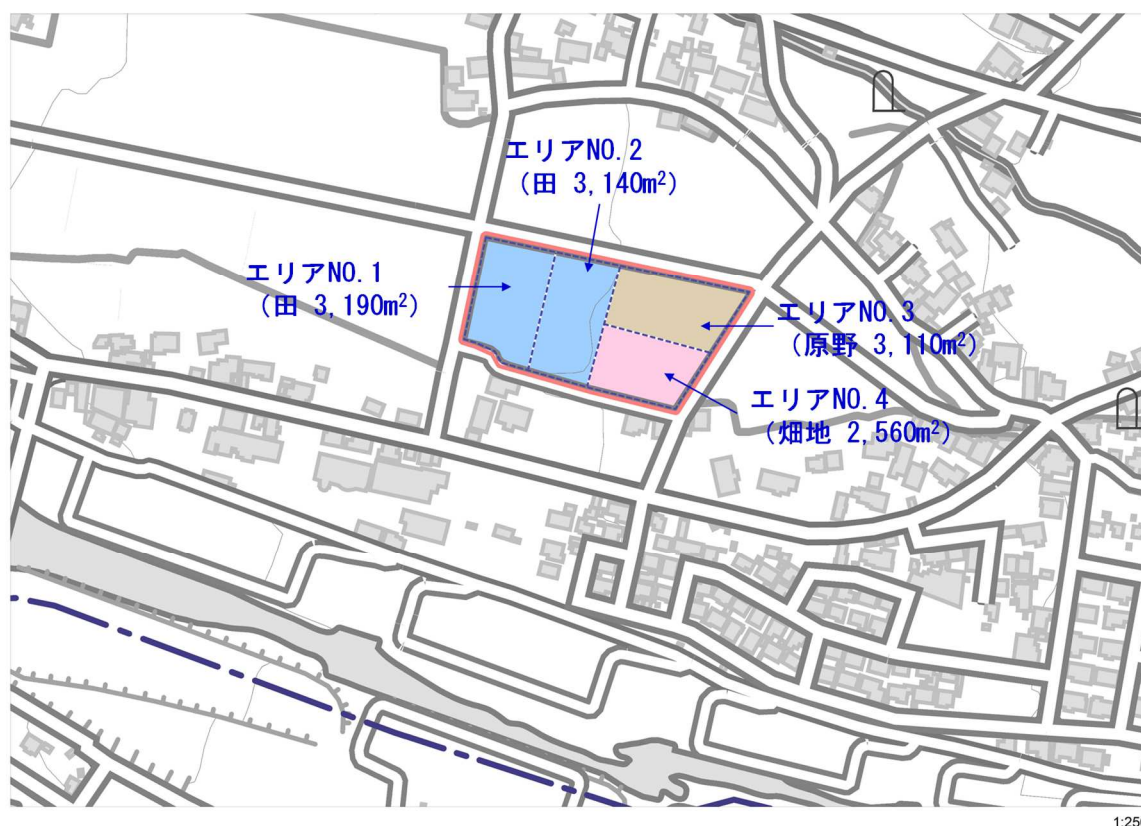 エリアNO.2
（田 3,140m²）
エリアNO.1
（田 3,190m²）
エリアNO.3
（原野 3,110m²）
エリアNO.4
（畑地 2,560m²）